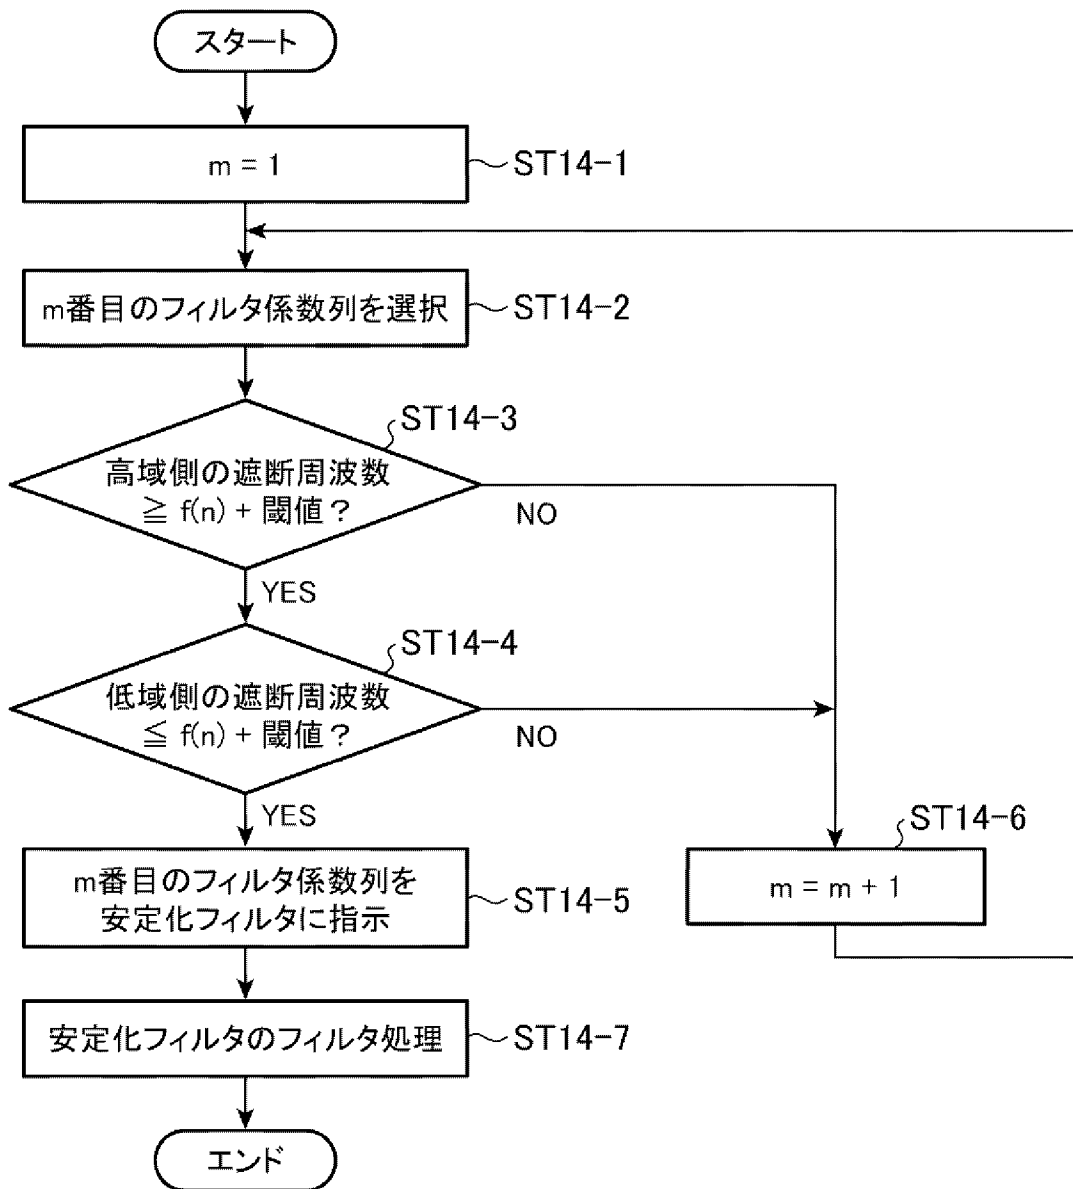 スタート
m = 1
ST14-1
m番目のフィルタ係数列を選択
ST14-2
ST14-3
高域側の遮断周波数
≧ f(n) + 閾値？
NO
YES
ST14-4
低域側の遮断周波数
≦ f(n) + 閾値？
NO
YES
ST14-6
m番目のフィルタ係数列を
安定化フィルタに指示
ST14-5
m = m + 1
安定化フィルタのフィルタ処理
ST14-7
エンド